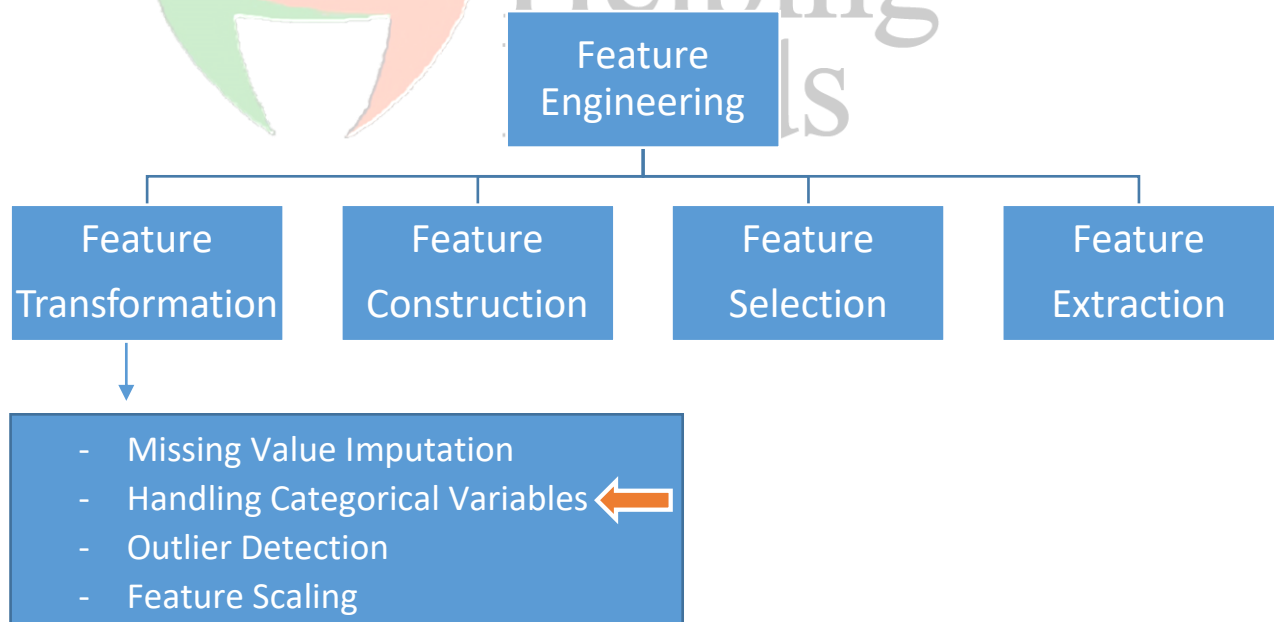 Feature
Engineering
ls
Feature
Transformation
Feature
Construction
Feature
Selection
Feature
Extraction
- Missing Value Imputation
- Handling Categorical Variables
- Outlier Detection
- Feature Scaling